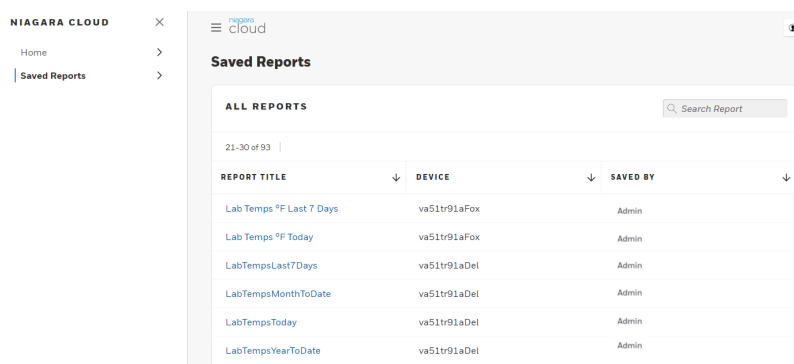 NIAGARA CLOUD
Home
Saved Reports
niagara
cloud
Saved Reports
ALL REPORTS
Search Report
21-30 of 93
REPORT TITLE DEVICE SAVED BY
Lab Temps °F Last 7 Days va51tr91aFox Admin
Lab Temps °F Today va51tr91aFox Admin
LabTempsLast7Days va51tr91aDel Admin
LabTempsMonthToDate va51tr91aDel Admin
LabTempsToday va51tr91aDel Admin
LabTempsYearToDate va51tr91aDel Admin